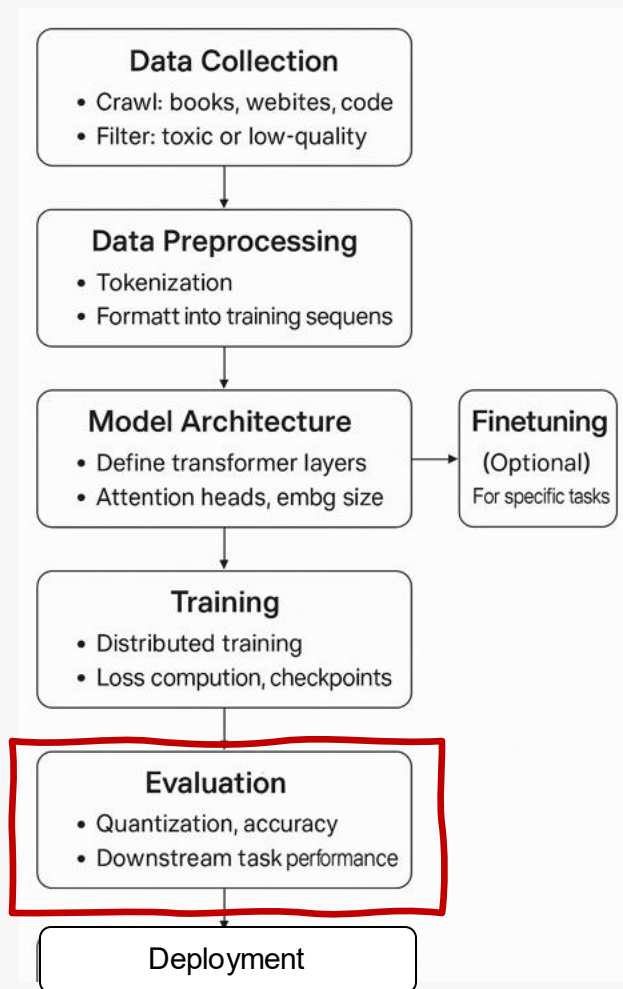 Data Collection
• Crawl: books, webites, code
• Filter: toxic or low-quality
Data Preprocessing
• Tokenization
• Formatt into training sequens
Model Architecture
• Define transformer layers
• Attention heads, embg size
Finetuning
(Optional)
For specific tasks
Training
• Distributed training
• Loss compution, checkpoints
Evaluation
• Quantization, accuracy
• Downstream task performance
Deployment